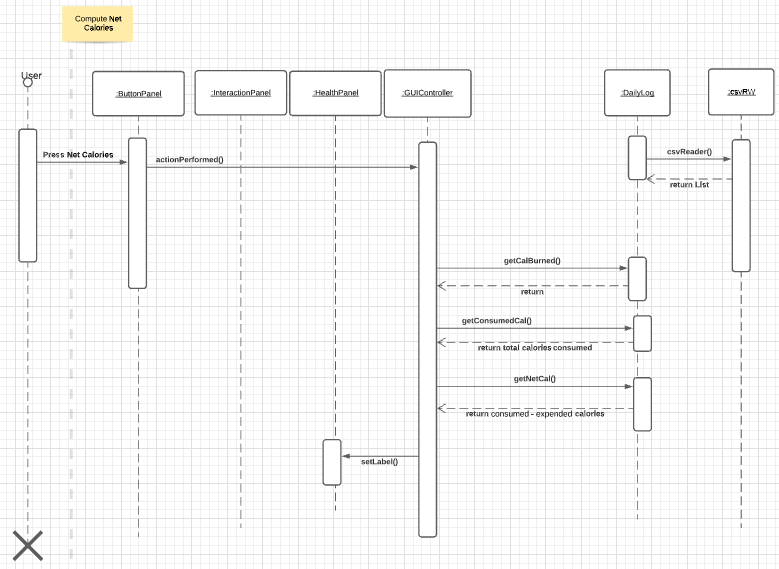 Compute Net
Calories
User
:ButtonPanel
:InteractionPanel
:HealthPanel
:GUIController
:DailyLog
:csvRW
Press Net Calories
actionPerformed()
csvReader()
return List
getCalBurned()
return
getConsumedCal()
return total calories consumed
getNetCal()
return consumed - expended calories
setLabel()